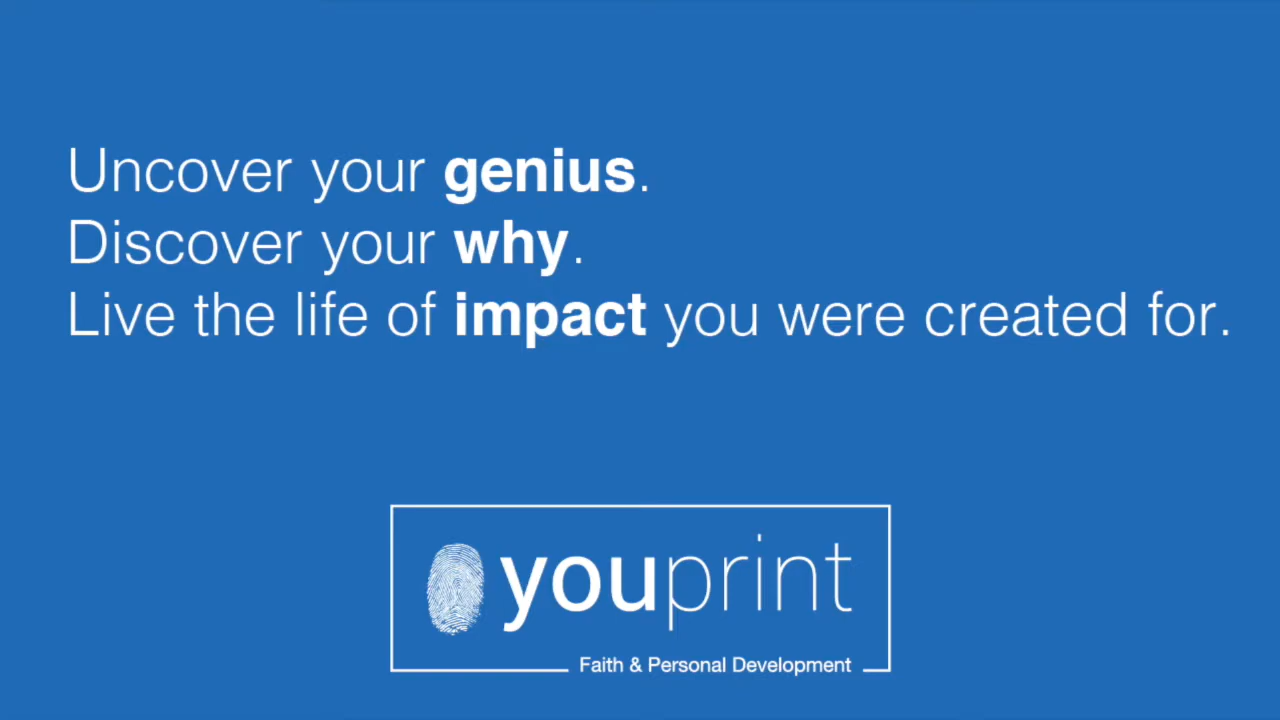 Uncover your genius.
Discover your why.
Live the life of impact you were created for.
youprint
Faith & Personal Development